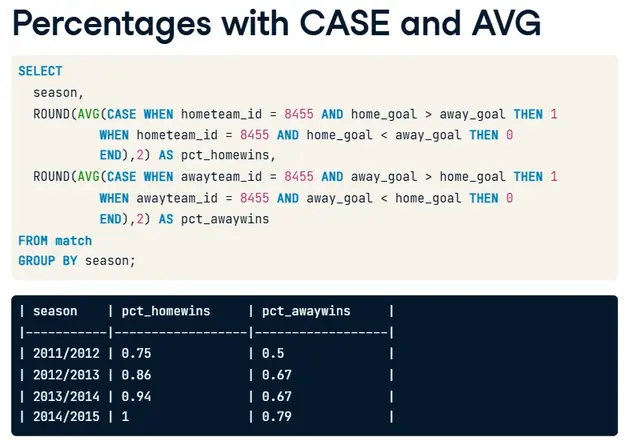 Percentages with CASE and AVG
SELECT
season,
ROUND(AVG(CASE WHEN hometeam_id = 8455 AND home_goal > away_goal THEN 1
WHEN hometeam_id = 8455 AND home_goal < away_goal THEN 0
END),2) AS pct_homewins,
ROUND(AVG(CASE WHEN awayteam_id = 8455 AND away_goal > home_goal THEN 1
WHEN awayteam_id = 8455 AND away_goal < home_goal THEN 0
END),2) AS pct_awaywins
FROM match
GROUP BY season;
| season | pct_homewins | pct_awaywins |
|-----------|------------------|------------------|
| 2011/2012 | 0.75 | 0.5 |
| 2012/2013 | 0.86 | 0.67 |
| 2013/2014 | 0.94 | 0.67 |
| 2014/2015 | 1 | 0.79 |